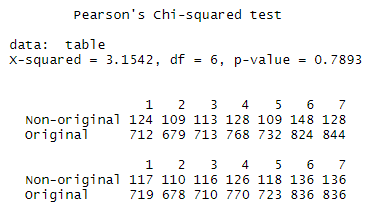 Pearson's Chi-squared test
data: table
X-squared = 3.1542, df = 6, p-value = 0.7893
1 2 3 4 5 6 7
Non-original 124 109 113 128 109 148 128
Original 712 679 713 768 732 824 844
1 2 3 4 5 6 7
Non-original 117 110 116 126 118 136 136
Original 719 678 710 770 723 836 836